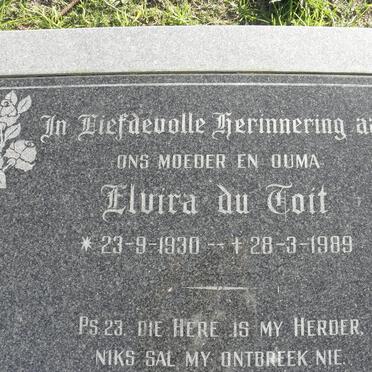 In Liefdevolle Herinnering aa
ONS MOEDER EN OUMA
Elvira du Toit
* 23-9-1930 -- + 28-3-1989
PS.23. DIE HERE IS MY HERDER,
NIKS SAL MY ONTBREEK NIE.